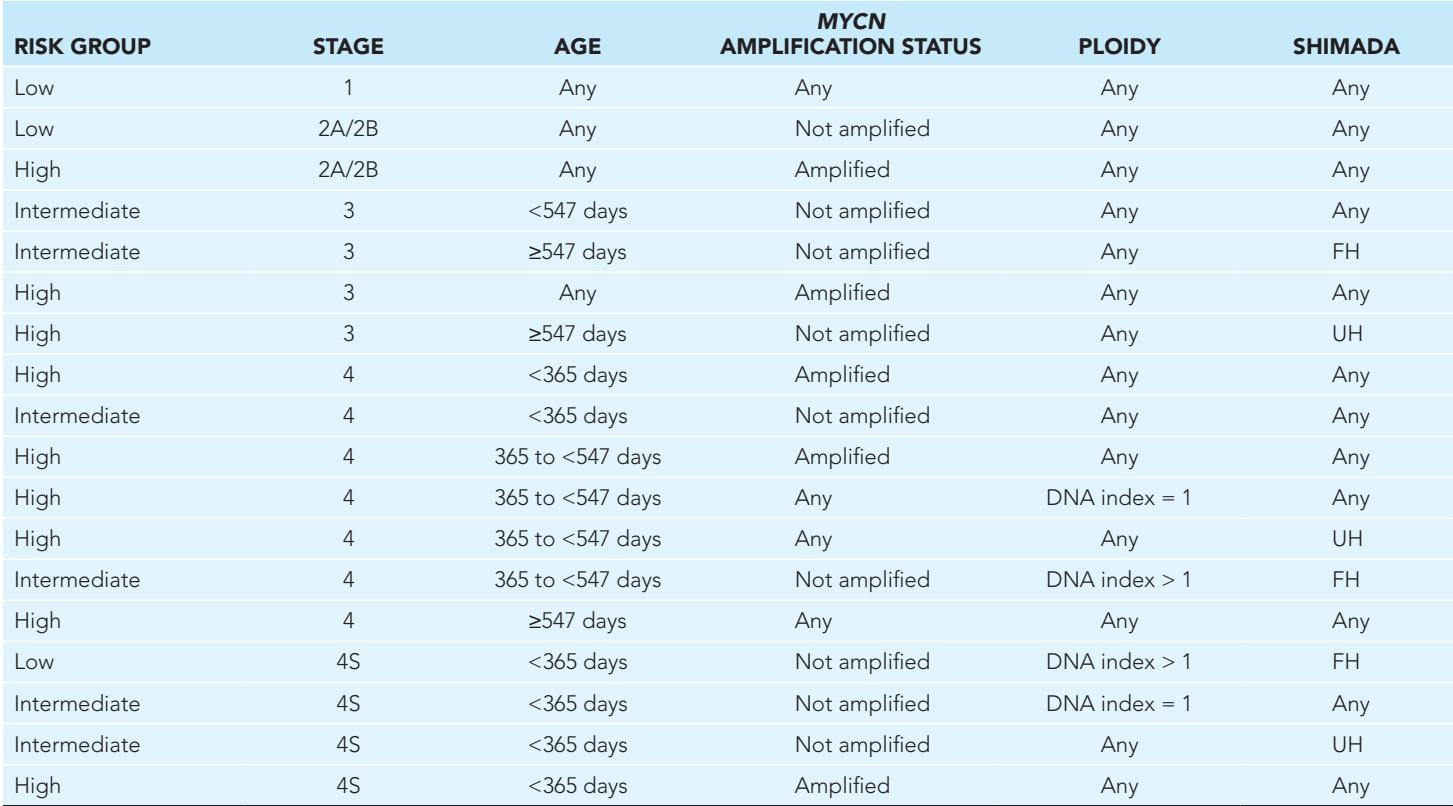 MYCN
RISK GROUP STAGE AGE AMPLIFICATION STATUS PLOIDY SHIMADA
Low 1 Any Any Any Any
Low 2A/2B Any Not amplified Any Any
High 2A/2B Any Amplified Any Any
Intermediate 3 <547 days Not amplified Any Any
Intermediate 3 ≥547 days Not amplified Any FH
High 3 Any Amplified Any Any
High 3 ≥547 days Not amplified Any UH
High 4 <365 days Amplified Any Any
Intermediate 4 <365 days Not amplified Any Any
High 4 365 to <547 days Amplified Any Any
High 4 365 to <547 days Any DNA index = 1 Any
High 4 365 to <547 days Any Any UH
Intermediate 4 365 to <547 days Not amplified DNA index > 1 FH
High 4 ≥547 days Any Any Any
Low 4S <365 days Not amplified DNA index > 1 FH
Intermediate 4S <365 days Not amplified DNA index = 1 Any
Intermediate 4S <365 days Not amplified Any UH
High 4S <365 days Amplified Any Any